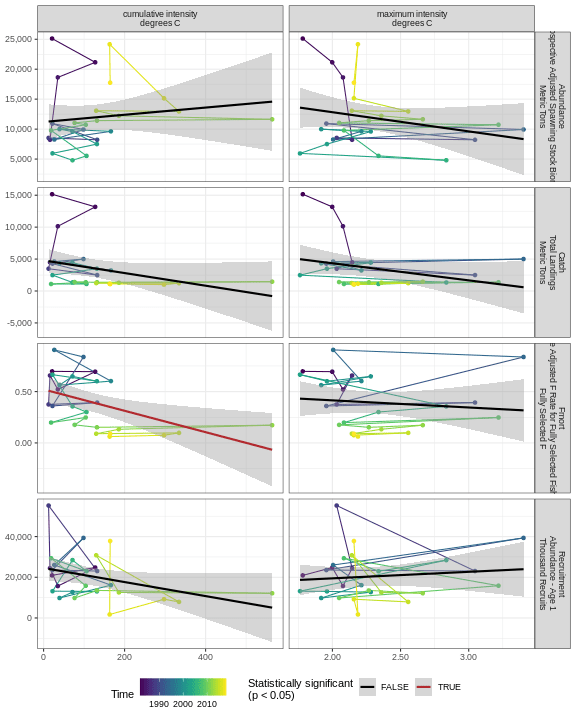 cumulative intensity
degrees C
maximum intensity
degrees C
25,000
20,000
15,000
10,000
5,000
Abundance
Adjusted Spawning Stock
Metric Tons
15,000
10,000
5,000
0
-5,000
Catch
Total Landings
Metric Tons
0.50
0.00
Fmort
Adjusted F Rate for Fully Selected
Fully Selected F
40,000
20,000
0
Recruitment
Abundance - Age 1
Thousand Recruits
0
200
400
2.00
2.50
3.00
Time
1990 2000 2010
Statistically significant
(p < 0.05)
FALSE
TRUE